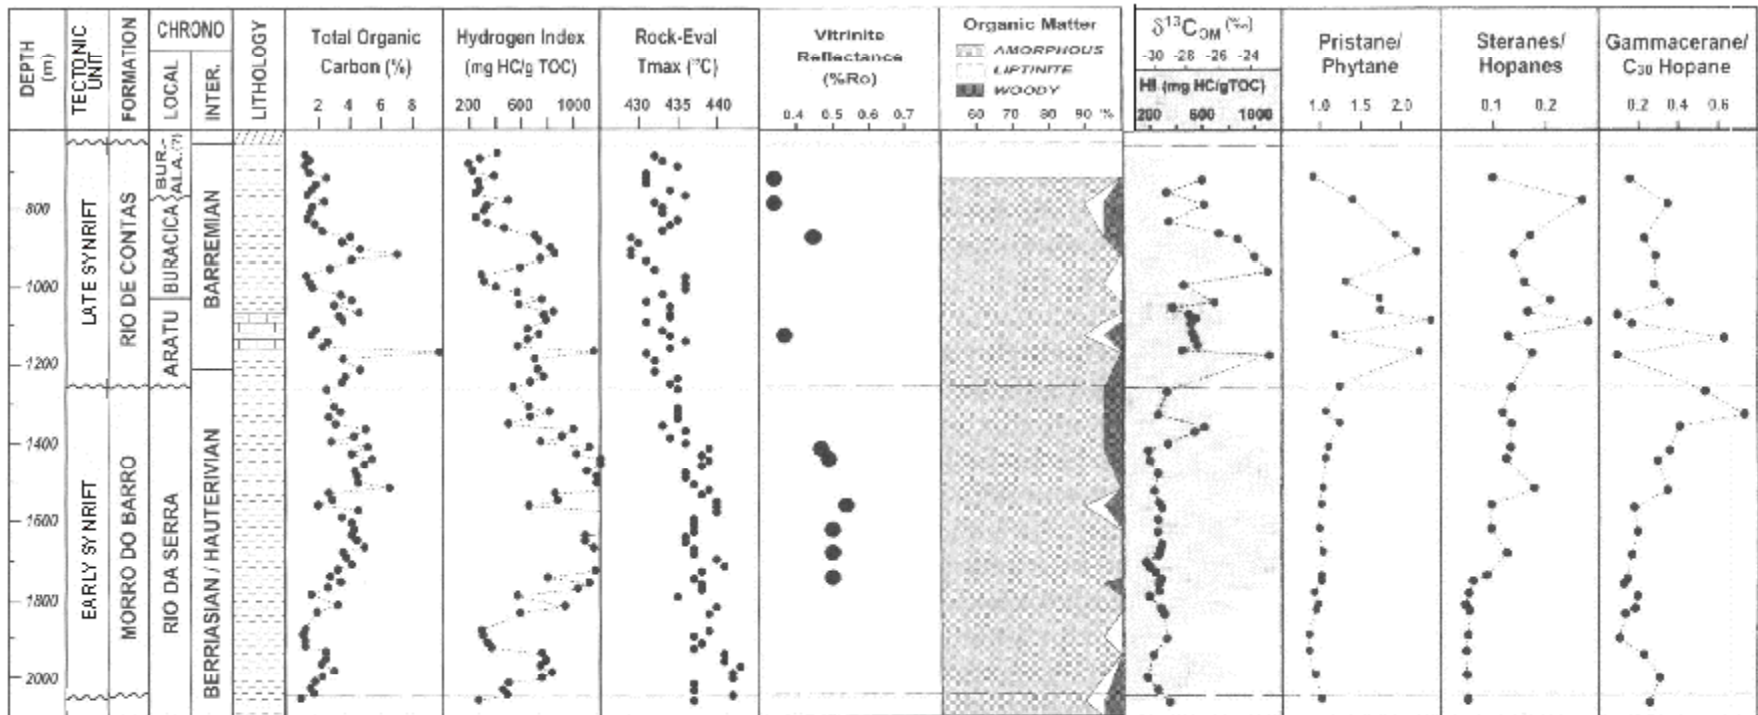 DEPTH
(m)
TECTONIC
UNIT
FORMATION
CHRONO
LOCAL
INTER.
LITHOLOGY
Total Organic
Carbon (%)
2 4 6 8
Hydrogen Index
(mg HC/g TOC)
200 600 1000
Rock-Eval
Tmax (°C)
430 435 440
Vitrinite
Reflectance
(%Ro)
0.4 0.5 0.6 0.7
Organic Matter
AMORPHOUS
LIPTINITE
WOODY
60 70 80 90 %
δ¹³C OM (‰)
-30 -28 -26 -24
HI (mg HC/gTOC)
200 600 1000
Pristane/
Phytane
1.0 1.5 2.0
Steranes/
Hopanes
0.1 0.2
Gammacerane/
C₃₀ Hopane
0.2 0.4 0.6
800
1000
1200
1400
1600
1800
2000
LATE SYNRIFT
EARLY SYNRIFT
RIO DE CONTAS
MORRO DO BARRO
BUR.-
ALA.(?)
BURACICA
ARATU
RIO DA SERRA
BARREMIAN
BERRIASIAN / HAUTERIVIAN